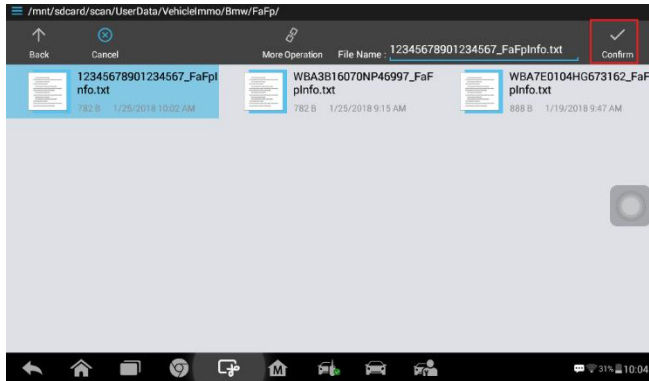 /mnt/sdcard/scan/UserData/VehicleImmo/Bmw/FaFp/
Back
Cancel
More Operation
File Name : 12345678901234567_FaFpInfo.txt
Confirm
12345678901234567_FaFpI
nfo.txt
782 B 1/25/2018 10:02 AM
WBA3B16070NP46997_FaF
pInfo.txt
782 B 1/25/2018 9:15 AM
WBA7E0104HG673162_FaF
pInfo.txt
888 B 1/19/2018 9:47 AM
M
31% 10:04